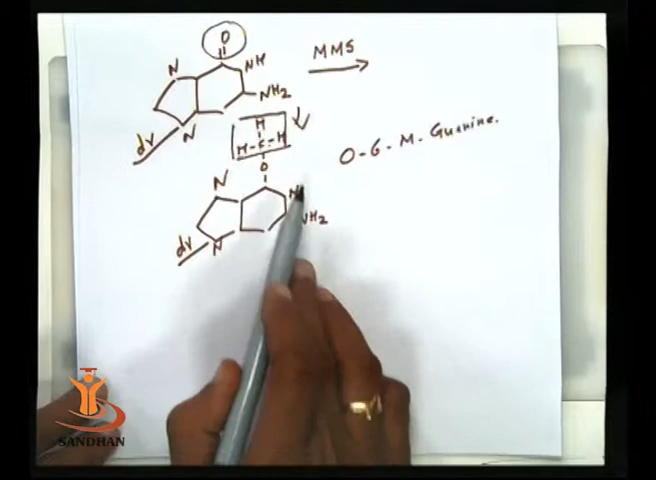 O
N NH
MMS
NH2
N
dr
H
H-C-H
O
O-6-M-Guanine.
N N
NH2
dr N
SANDHAN